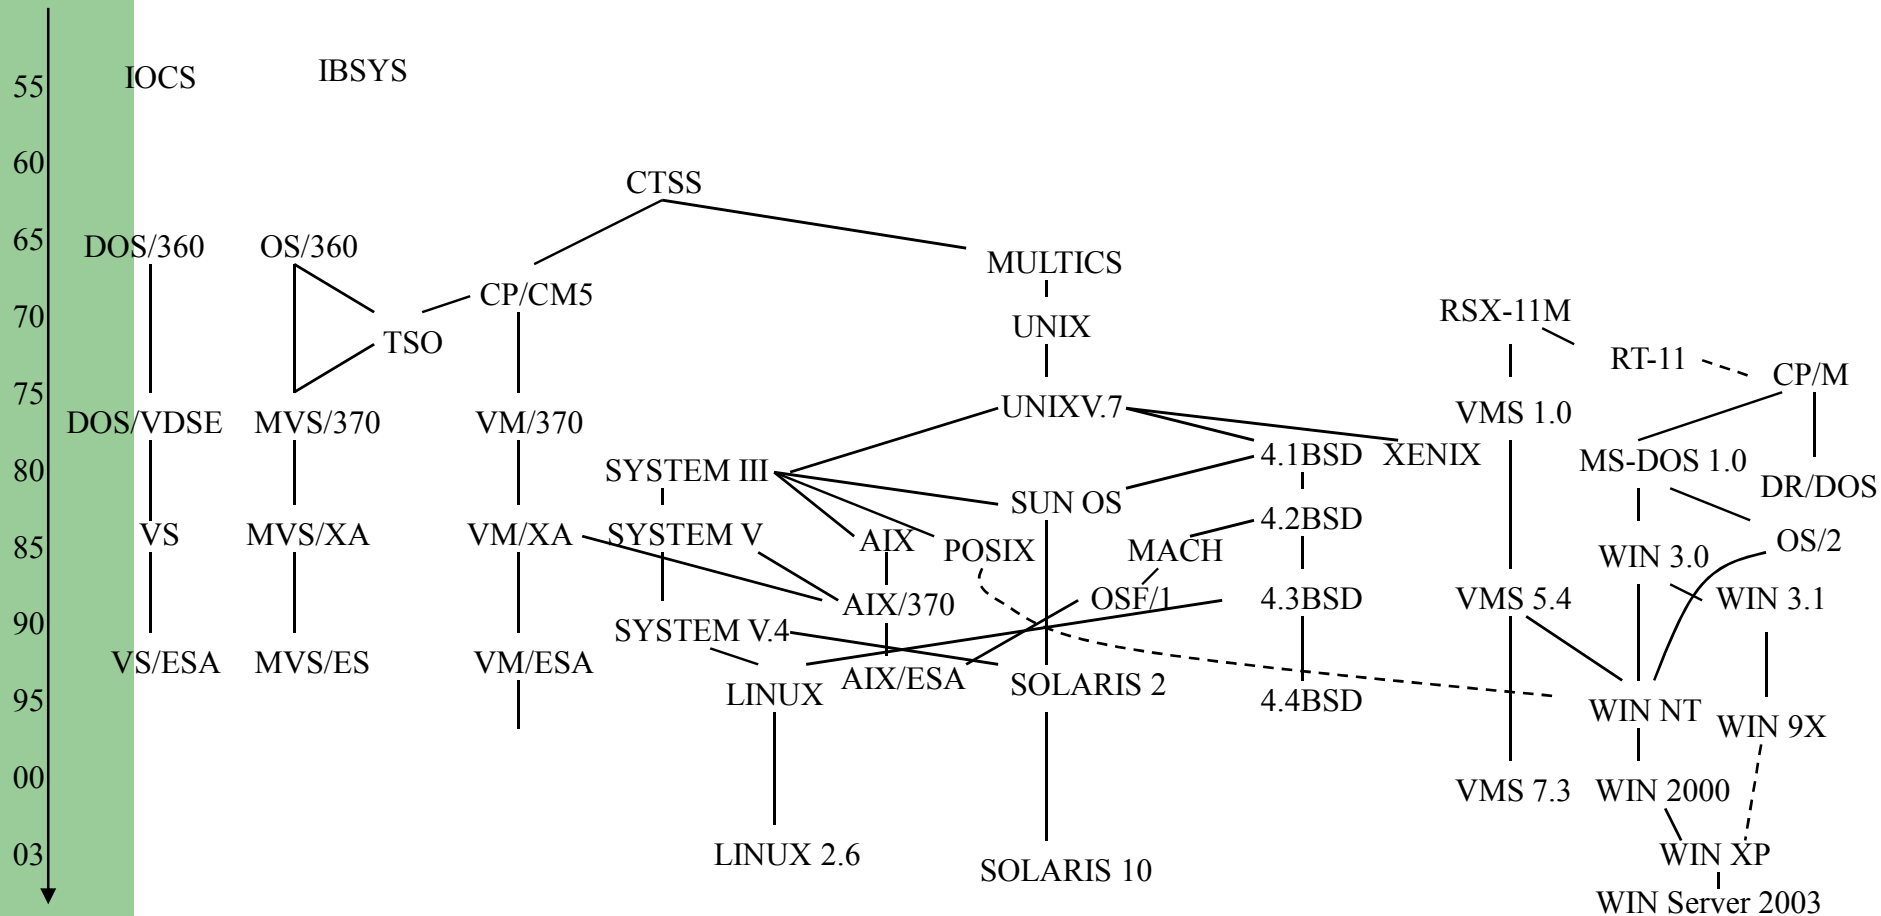 55
IOCS
IBSYS
60
CTSS
65
DOS/360
OS/360
MULTICS
CP/CM5
70
RSX-11M
UNIX
TSO
RT-11
CP/M
75
DOS/VDSE
MVS/370
VM/370
UNIXV.7
VMS 1.0
80
SYSTEM III
4.1BSD
XENIX
MS-DOS 1.0
DR/DOS
SUN OS
4.2BSD
VS
MVS/XA
VM/XA
SYSTEM V
AIX
POSIX
MACH
OS/2
85
WIN 3.0
AIX/370
OSF/1
4.3BSD
VMS 5.4
WIN 3.1
90
SYSTEM V.4
VS/ESA
MVS/ES
VM/ESA
AIX/ESA
SOLARIS 2
LINUX
95
4.4BSD
WIN NT
WIN 9X
00
VMS 7.3
WIN 2000
03
LINUX 2.6
SOLARIS 10
WIN XP
WIN Server 2003